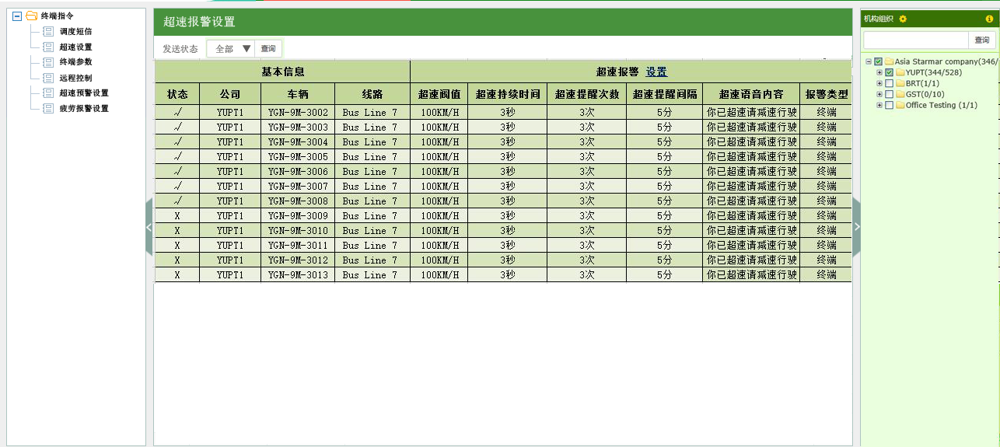 终端指令
调度短信
超速设置
终端参数
远程控制
超速预警设置
疲劳报警设置
超速报警设置
发送状态 全部 ▼ 查询
基本信息 超速报警 设置
状态 公司 车辆 线路 超速阀值 超速持续时间 超速提醒次数 超速提醒间隔 超速语音内容 报警类型
√ YUPT1 YGN-9M-3002 Bus Line 7 100KM/H 3秒 3次 5分 你已超速请减速行驶 终端
√ YUPT1 YGN-9M-3003 Bus Line 7 100KM/H 3秒 3次 5分 你已超速请减速行驶 终端
√ YUPT1 YGN-9M-3004 Bus Line 7 100KM/H 3秒 3次 5分 你已超速请减速行驶 终端
√ YUPT1 YGN-9M-3005 Bus Line 7 100KM/H 3秒 3次 5分 你已超速请减速行驶 终端
√ YUPT1 YGN-9M-3006 Bus Line 7 100KM/H 3秒 3次 5分 你已超速请减速行驶 终端
√ YUPT1 YGN-9M-3007 Bus Line 7 100KM/H 3秒 3次 5分 你已超速请减速行驶 终端
√ YUPT1 YGN-9M-3008 Bus Line 7 100KM/H 3秒 3次 5分 你已超速请减速行驶 终端
X YUPT1 YGN-9M-3009 Bus Line 7 100KM/H 3秒 3次 5分 你已超速请减速行驶 终端
X YUPT1 YGN-9M-3010 Bus Line 7 100KM/H 3秒 3次 5分 你已超速请减速行驶 终端
X YUPT1 YGN-9M-3011 Bus Line 7 100KM/H 3秒 3次 5分 你已超速请减速行驶 终端
X YUPT1 YGN-9M-3012 Bus Line 7 100KM/H 3秒 3次 5分 你已超速请减速行驶 终端
X YUPT1 YGN-9M-3013 Bus Line 7 100KM/H 3秒 3次 5分 你已超速请减速行驶 终端
机构组织
查询
Asia Starmar company(346/
YUPT(344/528)
BRT(1/1)
GST(0/10)
Office Testing (1/1)